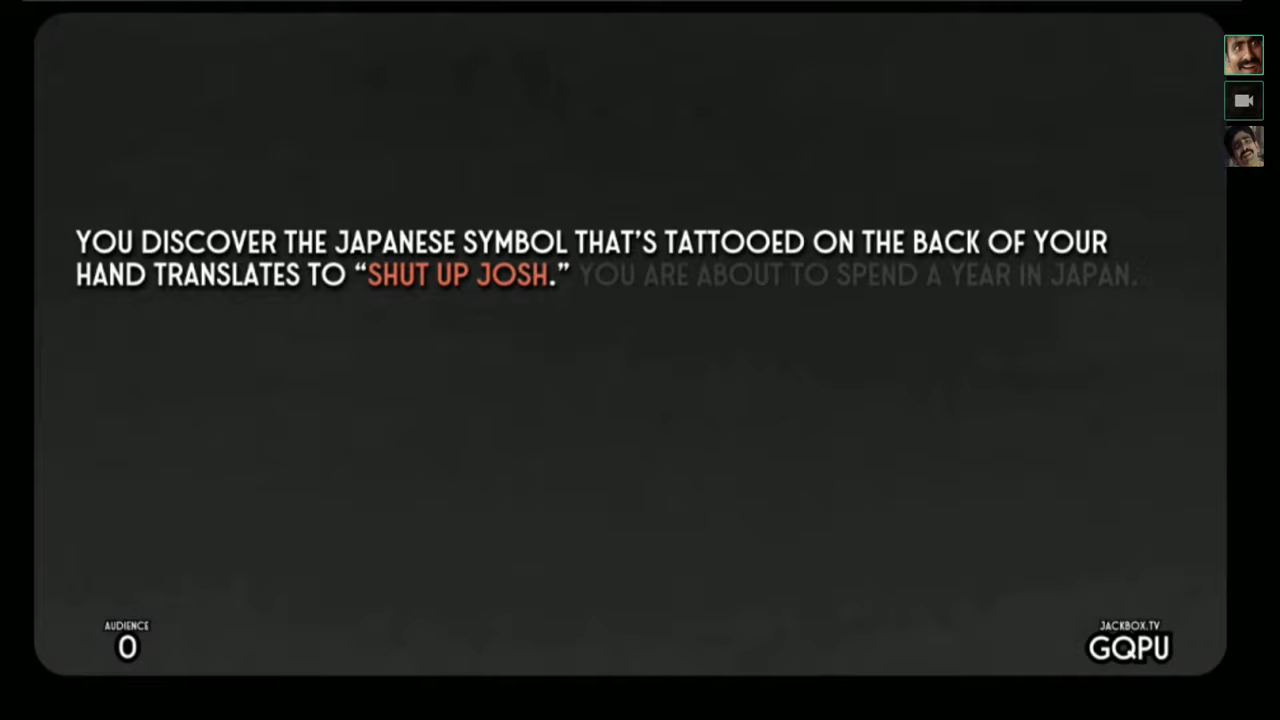 YOU DISCOVER THE JAPANESE SYMBOL THAT'S TATTOOED ON THE BACK OF YOUR
HAND TRANSLATES TO “SHUT UP JOSH.” YOU ARE ABOUT TO SPEND A YEAR IN JAPAN.
AUDIENCE
0
JACKBOX.TV
GQPU